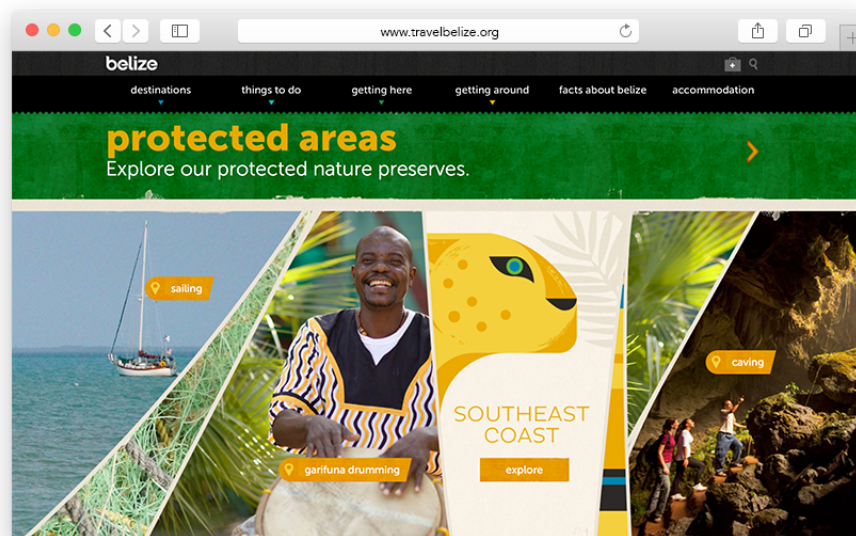 www.travelbelize.org
belize
destinations things to do getting here getting around facts about belize accommodation
protected areas
Explore our protected nature preserves.
sailing
garifuna drumming
SOUTHEAST
COAST
explore
caving